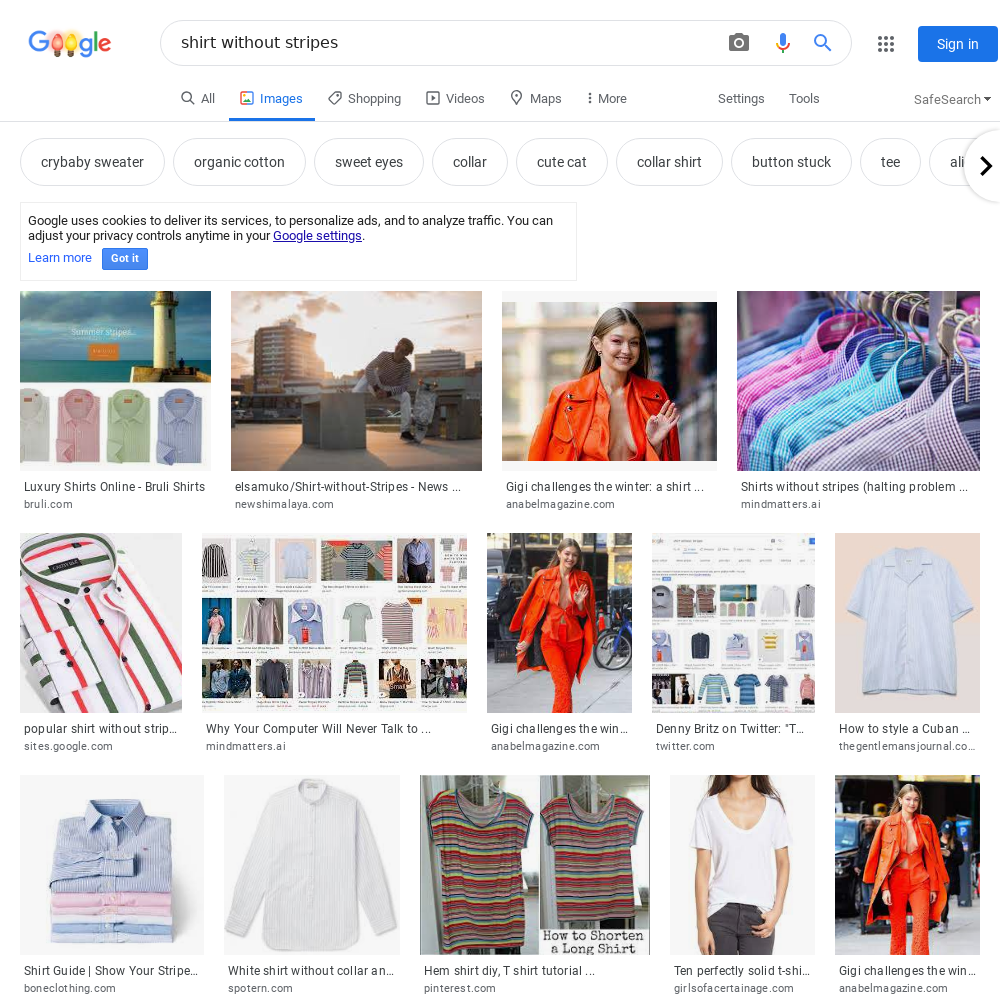 Google
shirt without stripes
Sign in
All Images Shopping Videos Maps More Settings Tools SafeSearch
crybaby sweater organic cotton sweet eyes collar cute cat collar shirt button stuck tee ali
Google uses cookies to deliver its services, to personalize ads, and to analyze traffic. You can
adjust your privacy controls anytime in your Google settings.
Learn more Got it
Summer stripes..
Luxury Shirts Online - Bruli Shirts
bruli.com
elsamuko/Shirt-without-Stripes - News ...
newshimalaya.com
Gigi challenges the winter: a shirt ...
anabelmagazine.com
Shirts without stripes (halting problem ...
mindmatters.ai
popular shirt without strip...
sites.google.com
Why Your Computer Will Never Talk to ...
mindmatters.ai
Gigi challenges the win...
anabelmagazine.com
Denny Britz on Twitter: "T...
twitter.com
How to style a Cuban ...
thegentlemansjournal.co...
How to Shorten
a Long Shirt
Shirt Guide | Show Your Stripe...
boneclothing.com
White shirt without collar an...
spotern.com
Hem shirt diy, T shirt tutorial ...
pinterest.com
Ten perfectly solid t-shi...
girlsofacertainage.com
Gigi challenges the win...
anabelmagazine.com